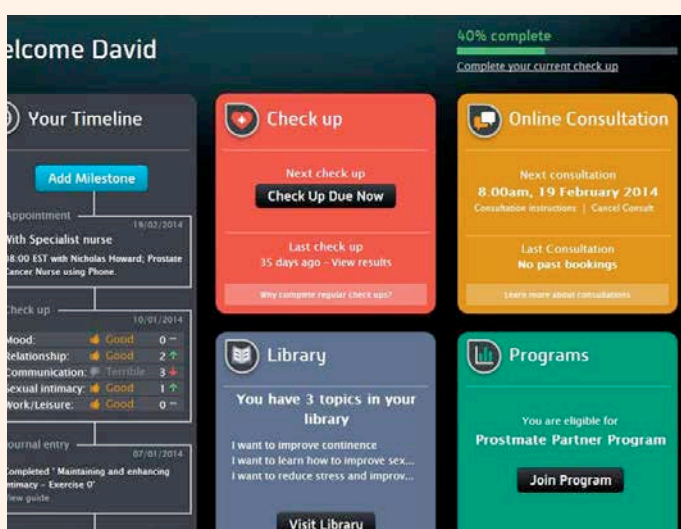 elcome David
40% complete
Complete your current check up
Your Timeline
Add Milestone
Appointment
19/02/2014
With Specialist nurse
08:00 EST with Nicholas Howard; Prostate
Cancer Nurse using Phone.
Check up
10/01/2014
Mood: Good 0 –
Relationship: Good 2 ↑
Communication: Terrible 3 ↓
Sexual intimacy: Good 1 ↑
Work/Leisure: Good 0 –
Journal entry
07/01/2014
Completed ' Maintaining and enhancing
intimacy – Exercise 0'
View guide
Check up
Next check up
Check Up Due Now
Last check up
35 days ago – View results
Why complete regular check ups?
Online Consultation
Next consultation
8.00am, 19 February 2014
Consultation instructions | Cancel Consult
Last Consultation
No past bookings
Learn more about consultations
Library
You have 3 topics in your
library
I want to improve continence
I want to learn how to improve sex...
I want to reduce stress and improv...
Visit Library
Programs
You are eligible for
Prostmate Partner Program
Join Program